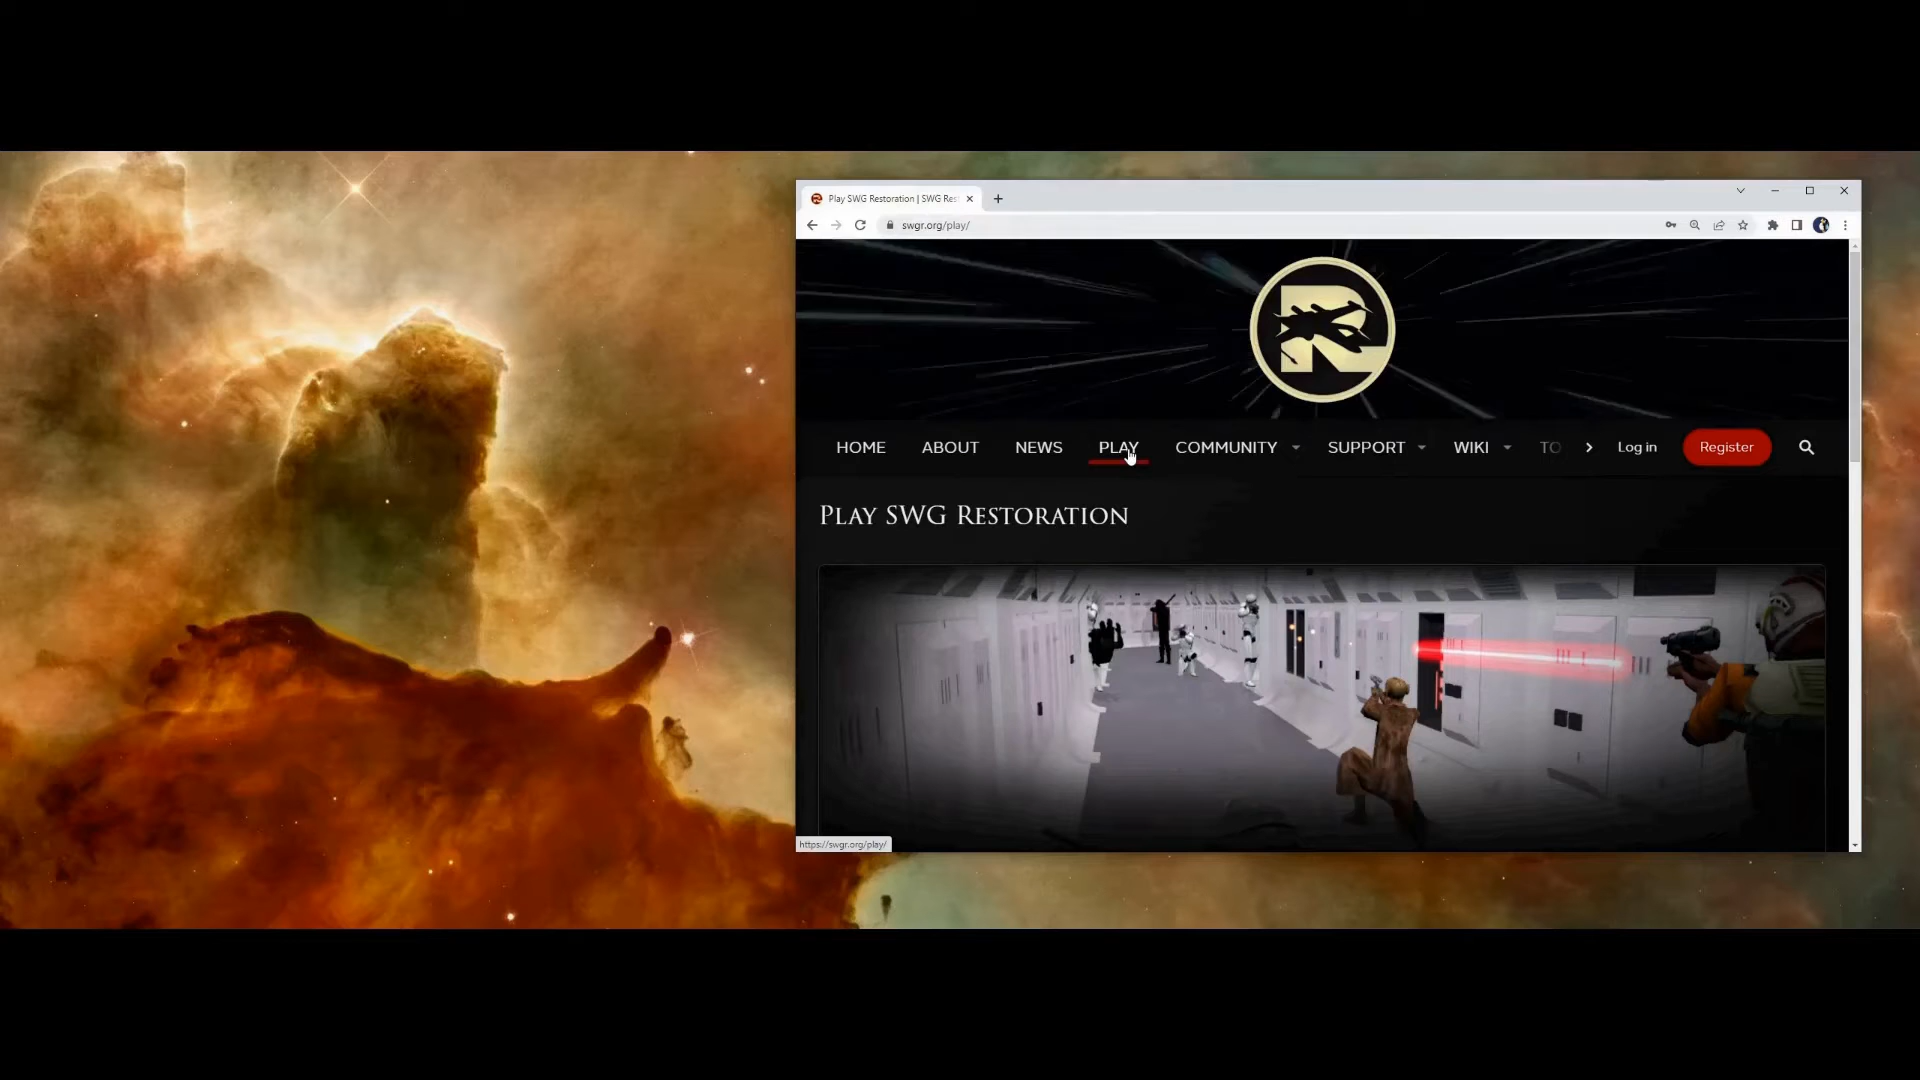 Play SWG Restoration | SWG Res
swgr.org/play/
R
HOME ABOUT NEWS PLAY COMMUNITY SUPPORT WIKI TO Log in Register
Play SWG Restoration
https://swgr.org/play/